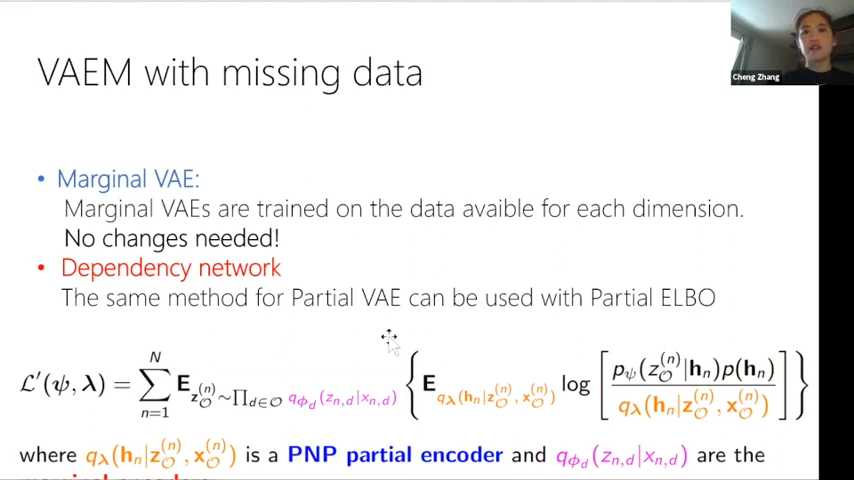 VAEM with missing data
Cheng Zhang
• Marginal VAE:
Marginal VAEs are trained on the data avaible for each dimension.
No changes needed!
• Dependency network
The same method for Partial VAE can be used with Partial ELBO
ℒ′(ψ, λ) = ∑_{n=1}^{N} E_{z_𝒪^{(n)} ∼ ∏_{d∈𝒪} q_{ϕ_d}(z_{n,d}|x_{n,d})} { E_{q_λ(h_n|z_𝒪^{(n)}, x_𝒪^{(n)})} log [ p_ψ(z_𝒪^{(n)}|h_n)p(h_n) / q_λ(h_n|z_𝒪^{(n)}, x_𝒪^{(n)}) ] }
where q_λ(h_n|z_𝒪^{(n)}, x_𝒪^{(n)}) is a PNP partial encoder and q_{ϕ_d}(z_{n,d}|x_{n,d}) are the